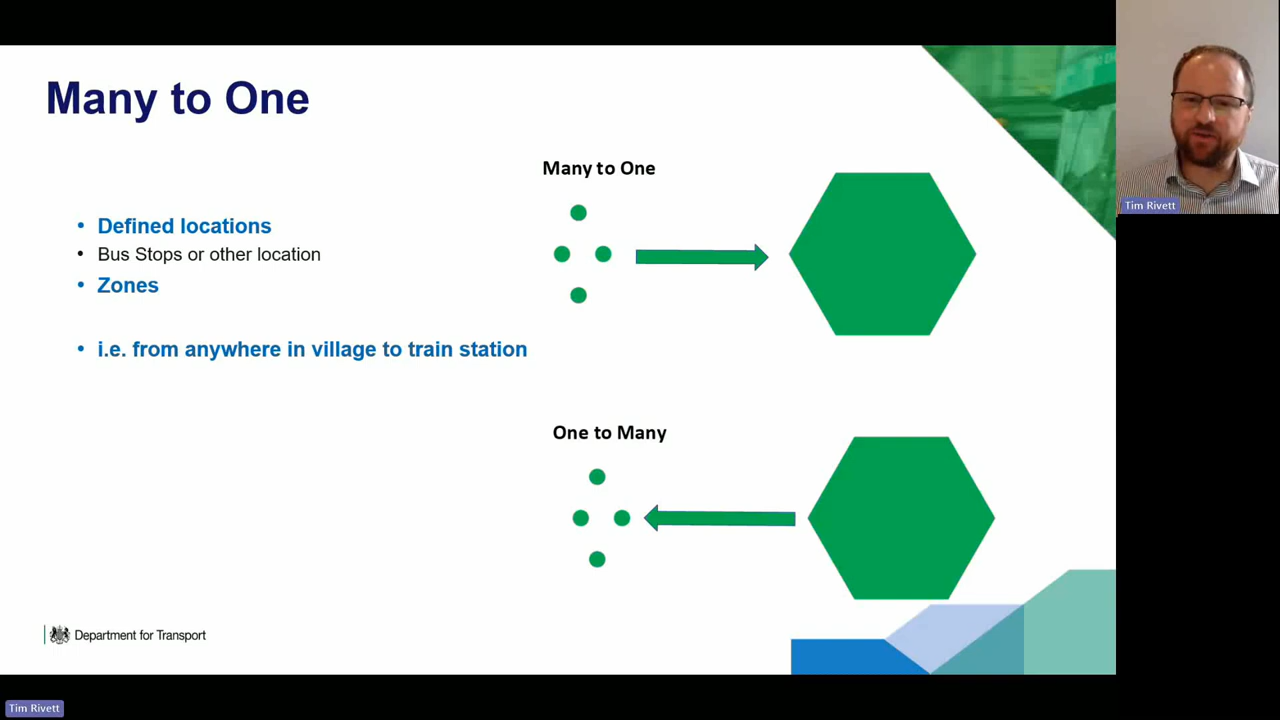 Many to One
Many to One
Defined locations
Bus Stops or other location
Zones
i.e. from anywhere in village to train station
One to Many
Department for Transport
Tim Rivett
Tim Rivett